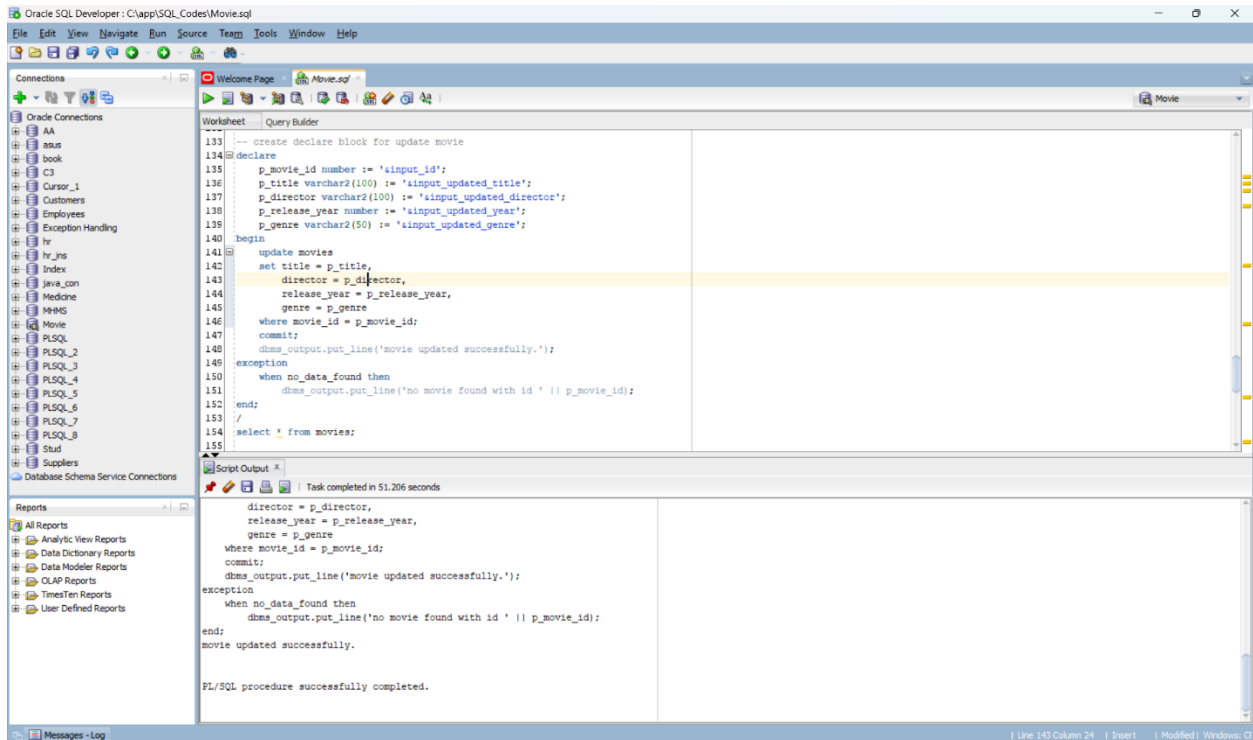 Oracle SQL Developer : C:\app\SQL_Codes\Movie.sql
File Edit View Navigate Run Source Team Tools Window Help
Connections
Oracle Connections
AA
asus
book
C3
Cursor_1
Customers
Employees
Exception Handling
hr
hr_ins
Index
java_con
Medicine
MHMS
Movie
PLSQL
PLSQL_2
PLSQL_3
PLSQL_4
PLSQL_5
PLSQL_6
PLSQL_7
PLSQL_8
Stud
Suppliers
Database Schema Service Connections
Reports
All Reports
Analytic View Reports
Data Dictionary Reports
Data Modeler Reports
OLAP Reports
TimesTen Reports
User Defined Reports
Welcome Page Movie.sql
Movie
Worksheet Query Builder
133 -- create declare block for update movie
134 declare
135 p_movie_id number := '&input_id';
136 p_title varchar2(100) := '&input_updated_title';
137 p_director varchar2(100) := '&input_updated_director';
138 p_release_year number := '&input_updated_year';
139 p_genre varchar2(50) := '&input_updated_genre';
140 begin
141 update movies
142 set title = p_title,
143 director = p_director,
144 release_year = p_release_year,
145 genre = p_genre
146 where movie_id = p_movie_id;
147 commit;
148 dbms_output.put_line('movie updated successfully.');
149 exception
150 when no_data_found then
151 dbms_output.put_line('no movie found with id ' || p_movie_id);
152 end;
153 /
154 select * from movies;
155
Script Output
Task completed in 51.206 seconds
director = p_director,
release_year = p_release_year,
genre = p_genre
where movie_id = p_movie_id;
commit;
dbms_output.put_line('movie updated successfully.');
exception
when no_data_found then
dbms_output.put_line('no movie found with id ' || p_movie_id);
end;
movie updated successfully.
PL/SQL procedure successfully completed.
Messages - Log
Line 143 Column 24 | Insert | Modified | Windows: